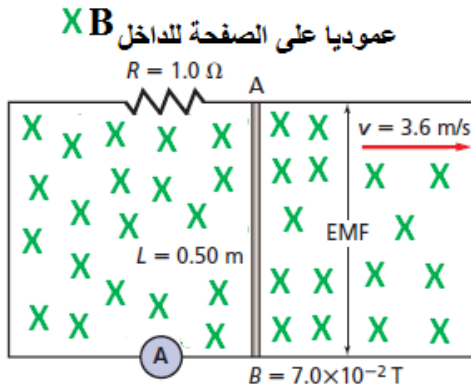 X B عموديا على الصفحة للداخل
R = 1.0 Ω
A
v = 3.6 m/s
EMF
L = 0.50 m
A
B = 7.0×10⁻² T